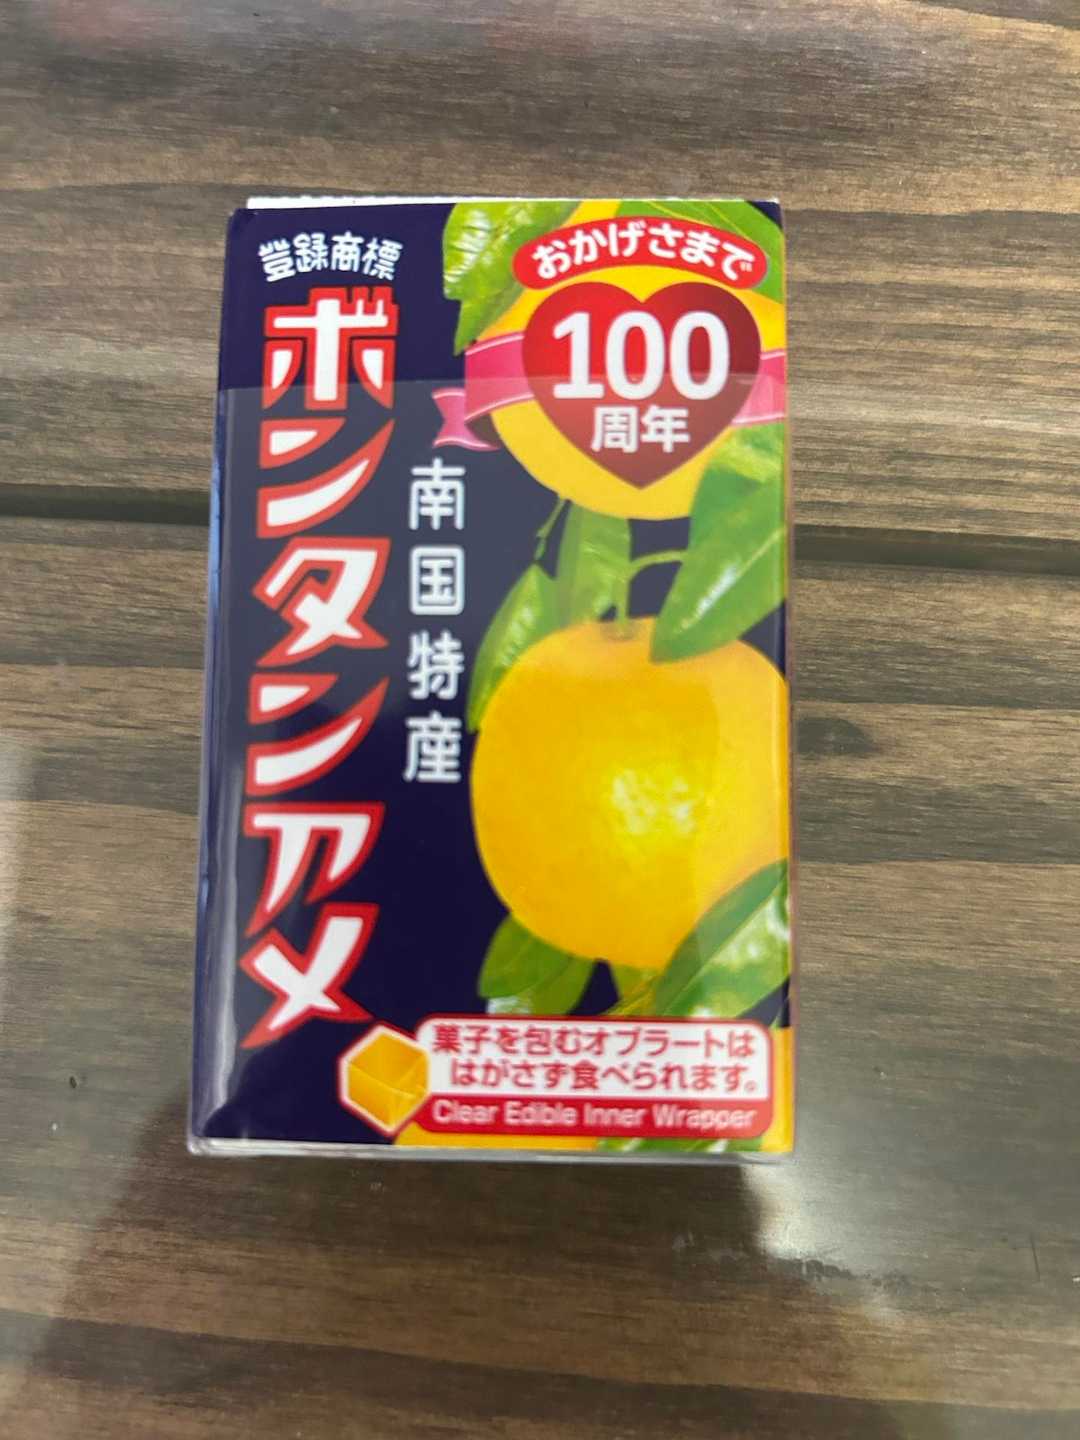 登録商標
ボンタンアメ
南国特産
おかげさまで
100
周年
菓子を包むオブラートは
はがさず食べられます。
Clear Edible Inner Wrapper